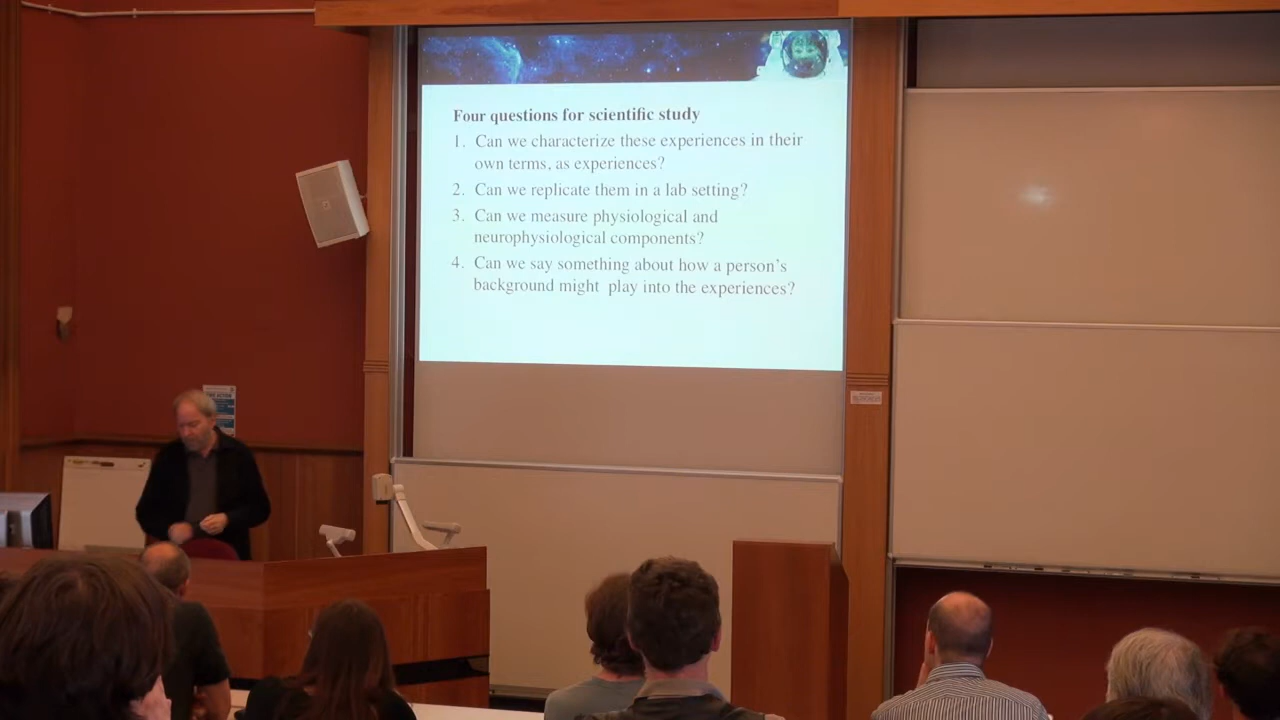 Four questions for scientific study
1. Can we characterize these experiences in their
own terms, as experiences?
2. Can we replicate them in a lab setting?
3. Can we measure physiological and
neurophysiological components?
4. Can we say something about how a person's
background might play into the experiences?